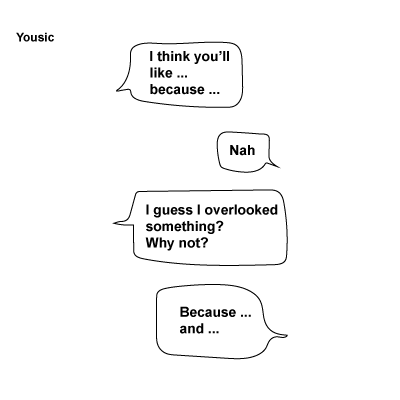 Yousic
I think you'll
like ...
because ...
Nah
I guess I overlooked
something?
Why not?
Because ...
and ...